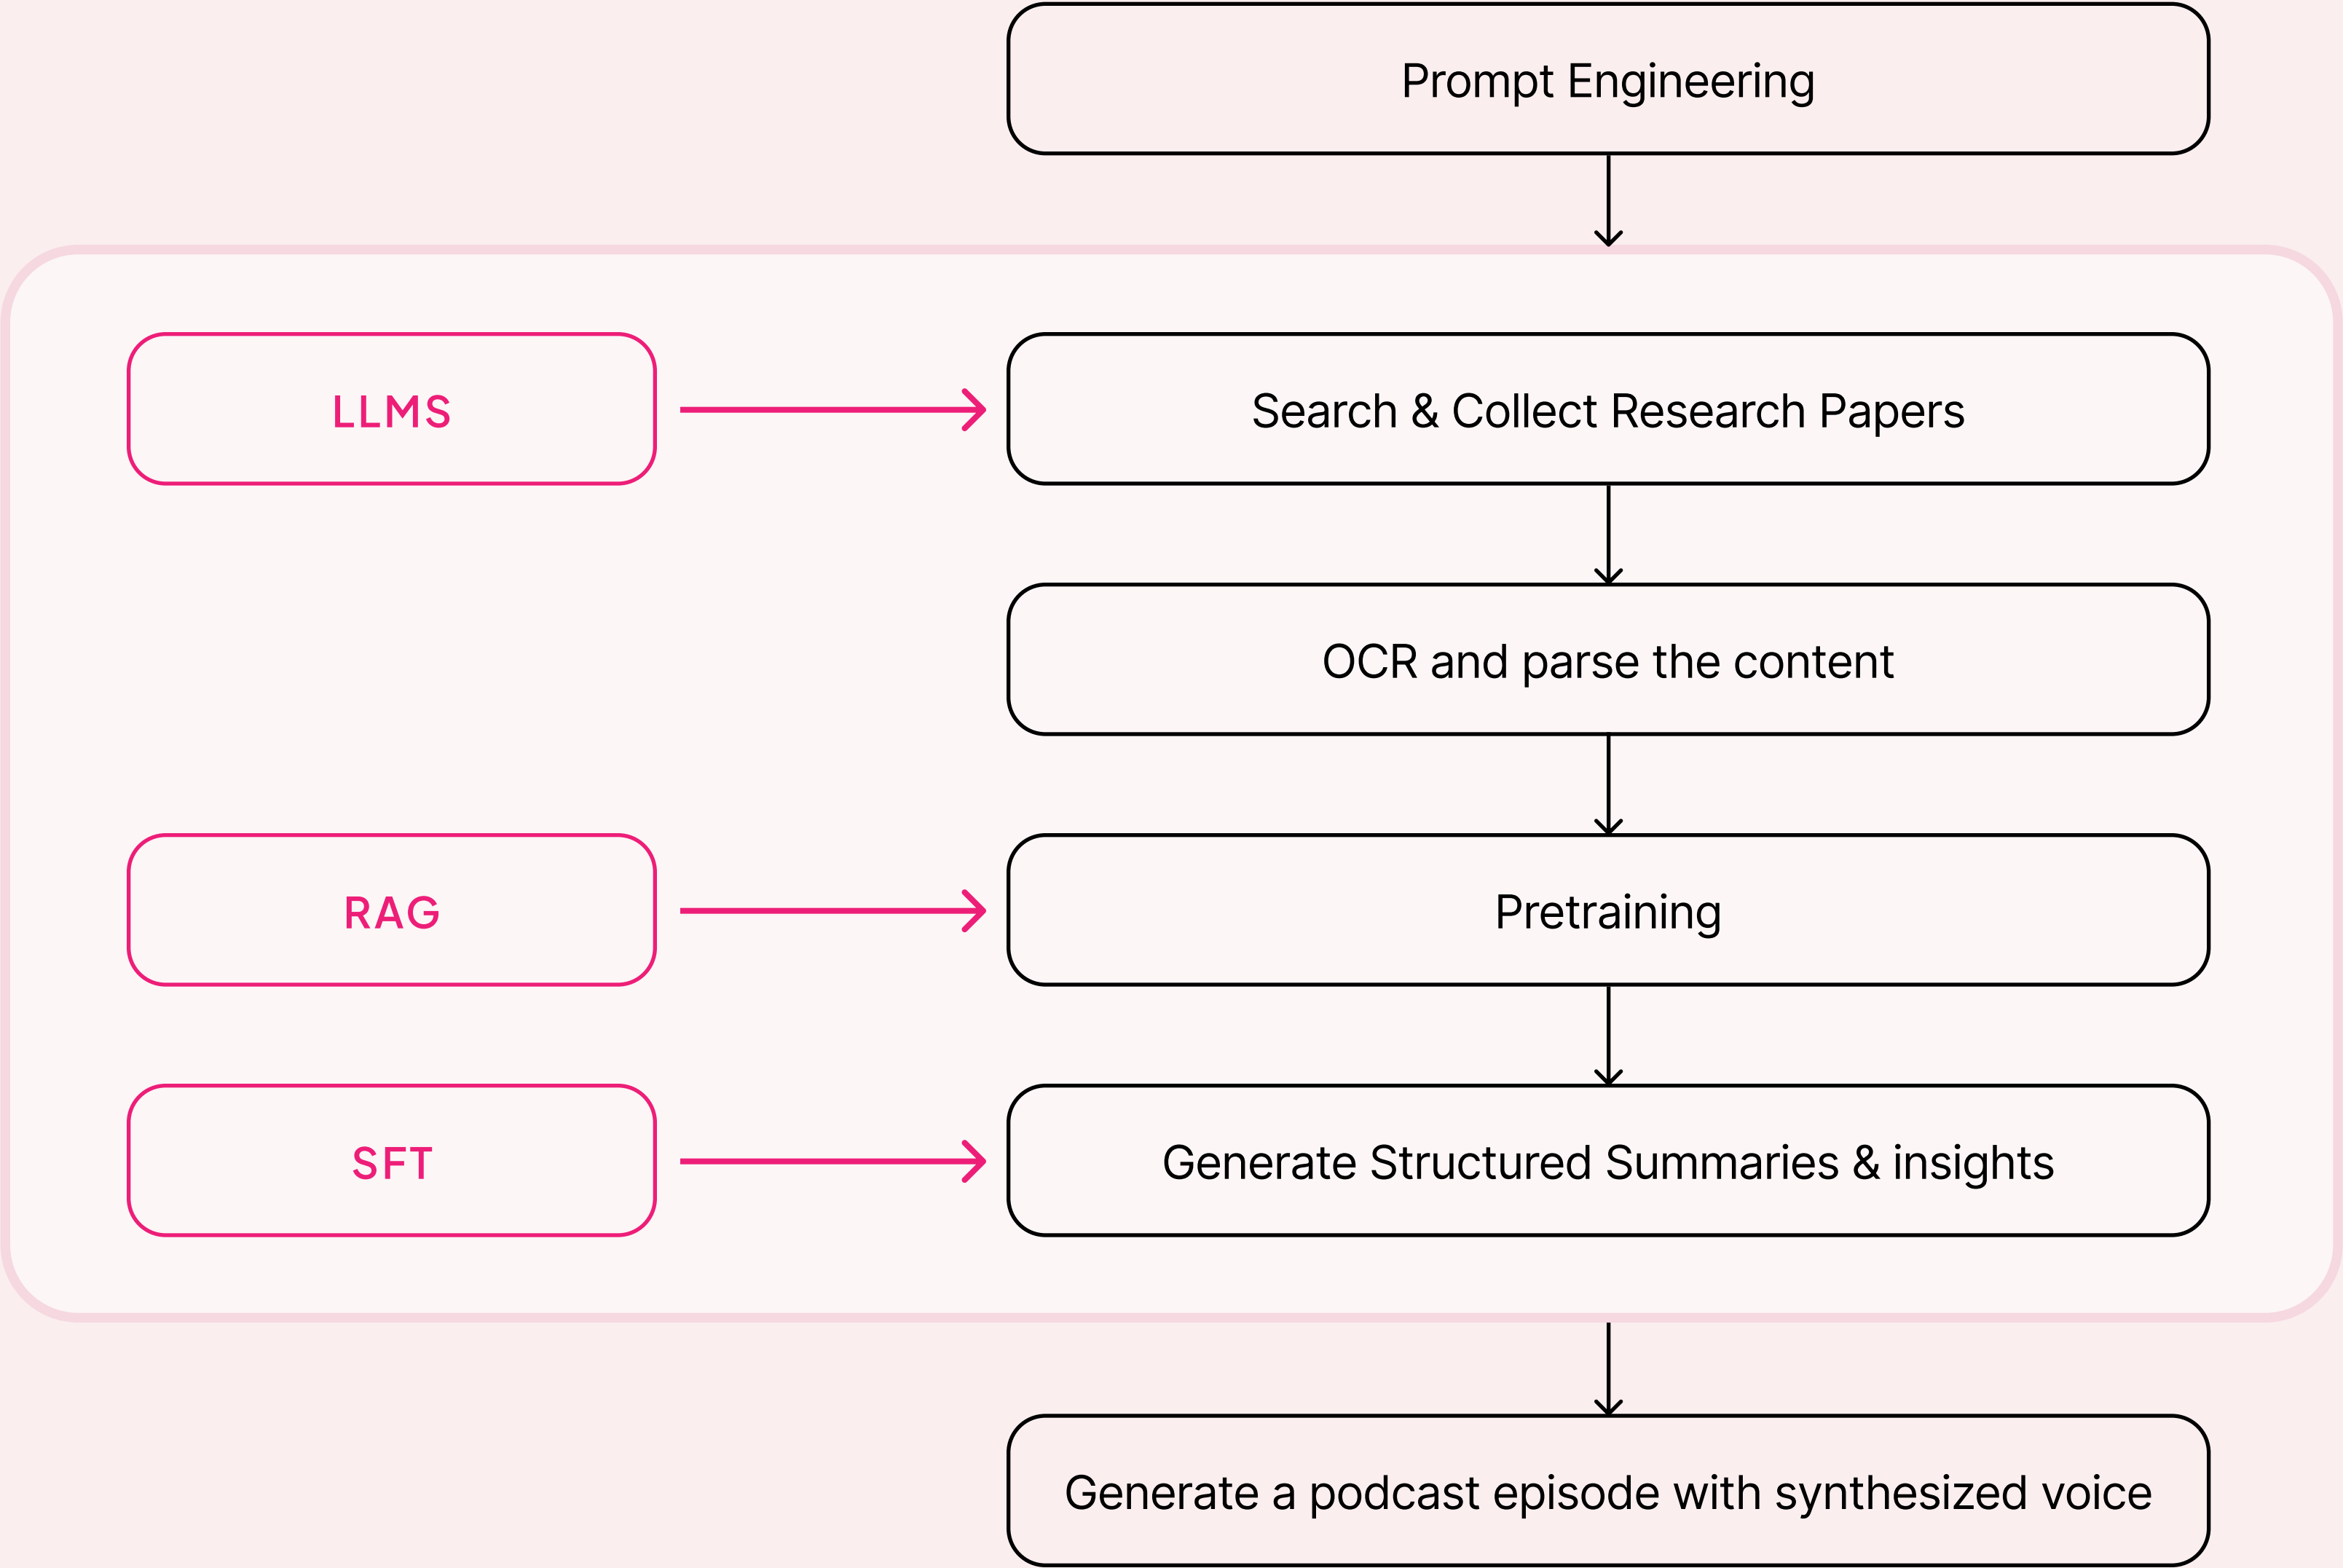 Prompt Engineering
LLMS
Search & Collect Research Papers
OCR and parse the content
RAG
Pretraining
SFT
Generate Structured Summaries & insights
Generate a podcast episode with synthesized voice